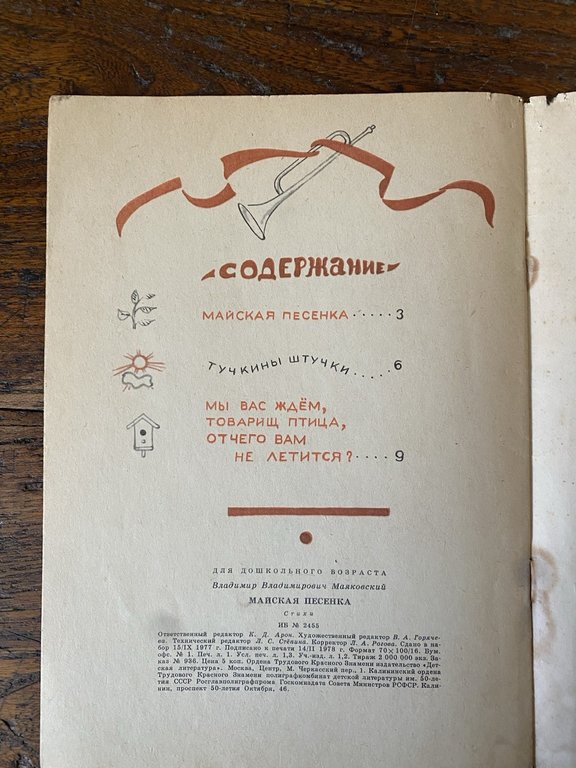 СОДЕРЖАНИЕ
МАЙСКАЯ ПЕСЕНКА·····3
ТУЧКИНЫ ШТУЧКИ.....6
МЫ ВАС ЖДЁМ,
ТОВАРИЩ ПТИЦА,
ОТЧЕГО ВАМ
НЕ ЛЕТИТСЯ?····9
ДЛЯ ДОШКОЛЬНОГО ВОЗРАСТА
Владимир Владимирович Маяковский
МАЙСКАЯ ПЕСЕНКА
Стихи
ИБ № 2455
Ответственный редактор К. Д. Арон. Художественный редактор В. А. Горяче-
ва. Технический редактор Л. С. Стёпина. Корректор Л. А. Рогова. Сдано в на-
бор 15/IX 1977 г. Подписано к печати 14/II 1978 г. Формат 70×100/16. Бум.
офс. № 1. Печ. л. 1. Усл. печ. л. 1,3. Уч.-изд. л. 1,2. Тираж 2 000 000 экз. За-
каз № 936. Цена 5 коп. Ордена Трудового Красного Знамени издательство «Дет-
ская литература». Москва, Центр, М. Черкасский пер., 1. Калининский ордена
Трудового Красного Знамени полиграфкомбинат детской литературы им. 50-ле-
тия СССР Росглавполиграфпрома Госкомиздата Совета Министров РСФСР. Кали-
нин, проспект 50-летия Октября, 46.